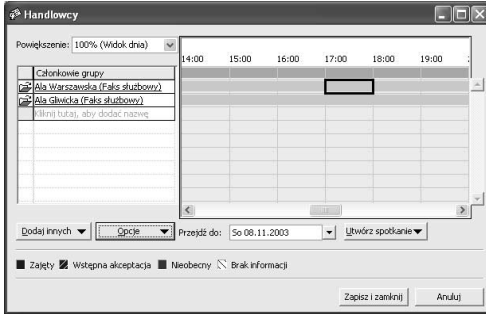 Handlowcy
Powiększenie: 100% (Widok dnia)
14:00 15:00 16:00 17:00 18:00 19:00
Członkowie grupy
Ala Warszawska (Faks służbowy)
Ala Gliwicka (Faks służbowy)
Kliknij tutaj, aby dodać nazwę
Dodaj innych Opcje Przejdź do: So 08.11.2003 Utwórz spotkanie
Zajęty Wstępna akceptacja Nieobecny Brak informacji
Zapisz i zamknij Anuluj